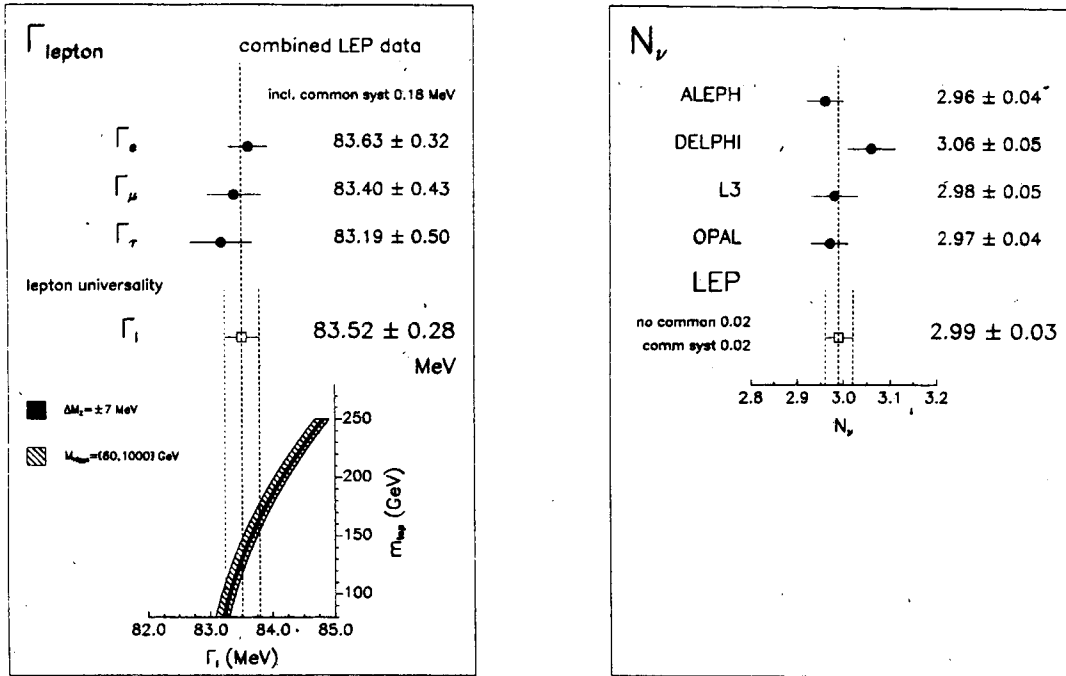 Γlepton combined LEP data
incl. common syst 0.18 MeV
Γe 83.63 ± 0.32
Γμ 83.40 ± 0.43
Γτ 83.19 ± 0.50
lepton universality
Γl 83.52 ± 0.28
MeV
ΔMz=±7 MeV
=(60,1000) GeV
250
200
150
100
mtop (GeV)
82.0 83.0 84.0 85.0
Γl (MeV)
Nν
ALEPH 2.96 ± 0.04
DELPHI 3.06 ± 0.05
L3 2.98 ± 0.05
OPAL 2.97 ± 0.04
LEP
no common 0.02
comm syst 0.02
2.99 ± 0.03
2.8 2.9 3.0 3.1 3.2
Nν